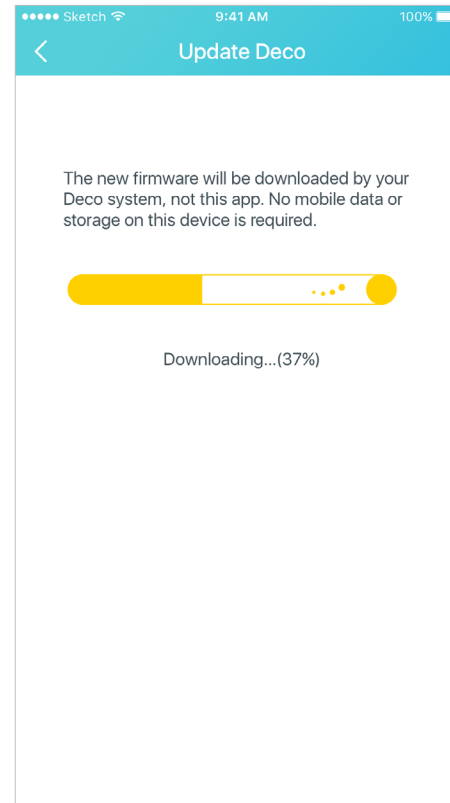 ●●●●● Sketch 9:41 AM 100%
Update Deco
The new firmware will be downloaded by your
Deco system, not this app. No mobile data or
storage on this device is required.
Downloading...(37%)